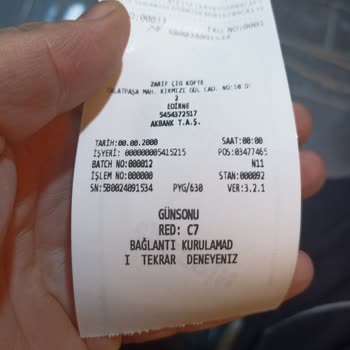 ZARİF ÇİG KÖFTE
TALATPAŞA MAH. KIRMIZI GÜL CAD. NO:10 D:
2
EDİRNE
5454372517
AKBANK T.A.Ş.
TARİH:00.00.2000 SAAT:00:00
İŞYERİ: 000000005415215 POS:03477465
BATCH NO:000012 N11
İŞLEM NO:000000 STAN:000092
SN:5B0024091534 PYG/630 VER:3.2.1
GÜNSONU
RED: C7
BAĞLANTI KURULAMAD
I TEKRAR DENEYENIZ